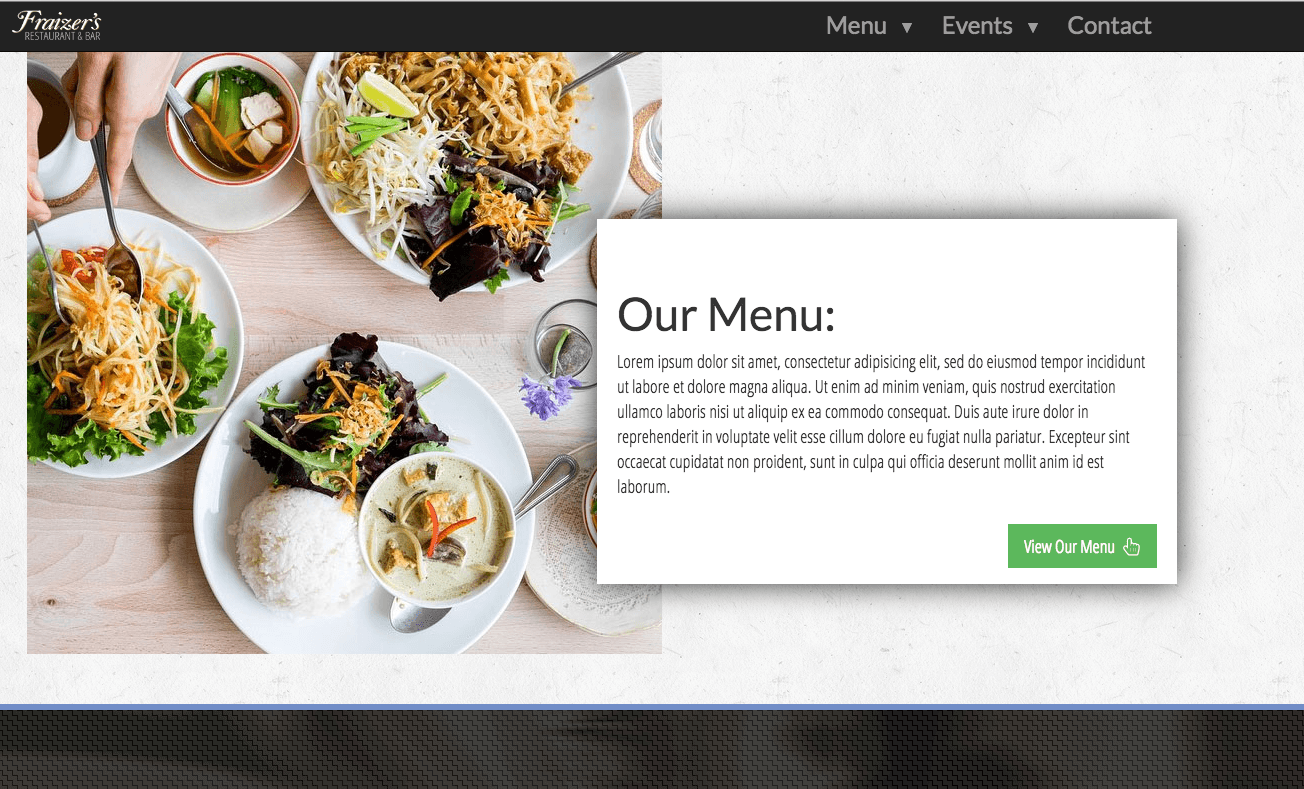 Fraizer's
RESTAURANT & BAR
Menu ▼ Events ▼ Contact
Our Menu:
Lorem ipsum dolor sit amet, consectetur adipisicing elit, sed do eiusmod tempor incididunt
ut labore et dolore magna aliqua. Ut enim ad minim veniam, quis nostrud exercitation
ullamco laboris nisi ut aliquip ex ea commodo consequat. Duis aute irure dolor in
reprehenderit in voluptate velit esse cillum dolore eu fugiat nulla pariatur. Excepteur sint
occaecat cupidatat non proident, sunt in culpa qui officia deserunt mollit anim id est
laborum.
View Our Menu